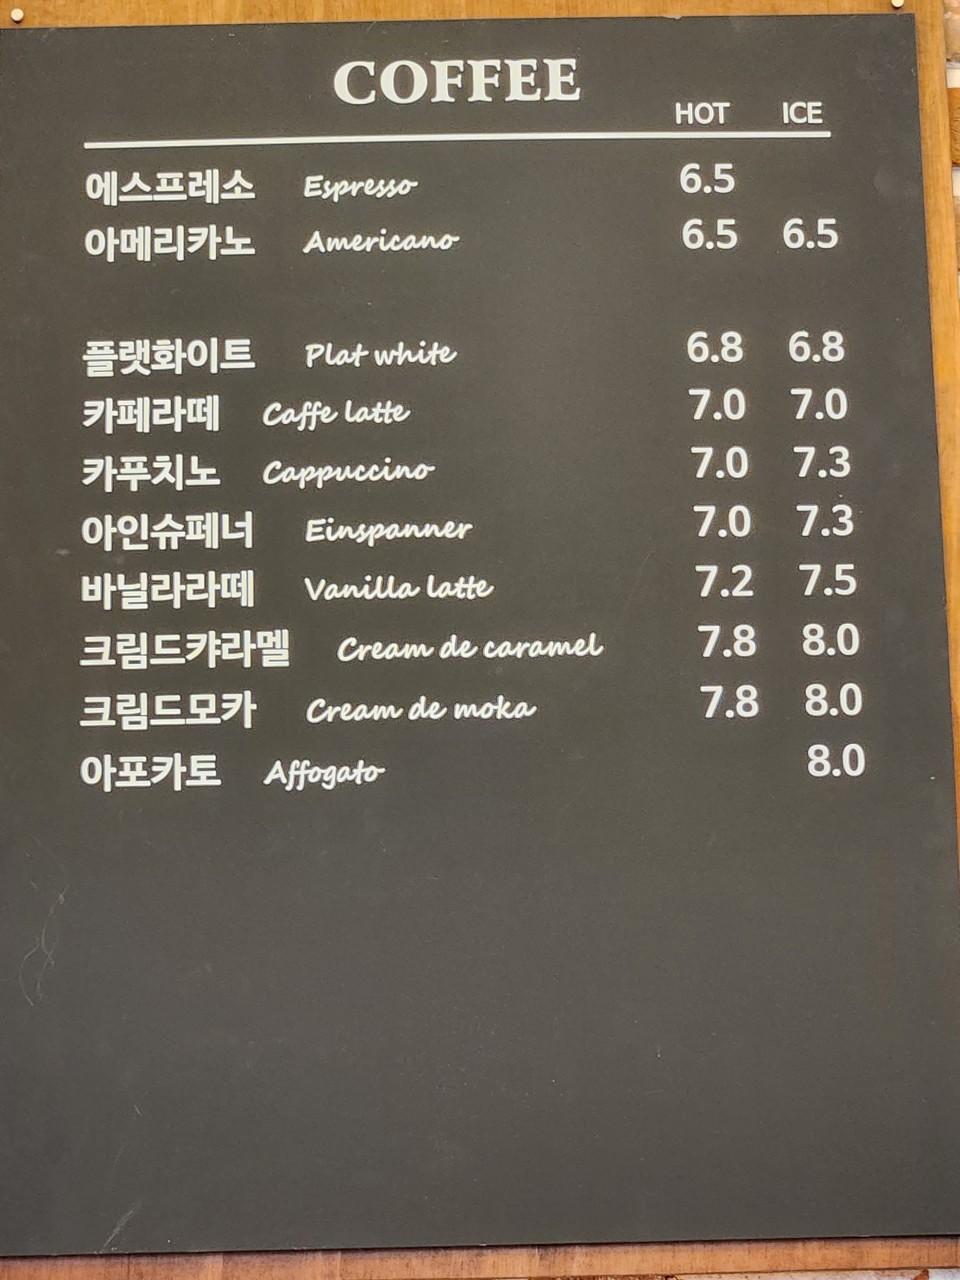 COFFEE
HOT ICE
에스프레소 Espresso 6.5
아메리카노 Americano 6.5 6.5
플랫화이트 Plat white 6.8 6.8
카페라떼 Caffe latte 7.0 7.0
카푸치노 Cappuccino 7.0 7.3
아인슈페너 Einspanner 7.0 7.3
바닐라라떼 Vanilla latte 7.2 7.5
크림드캬라멜 Cream de caramel 7.8 8.0
크림드모카 Cream de moka 7.8 8.0
아포카토 Affogato 8.0